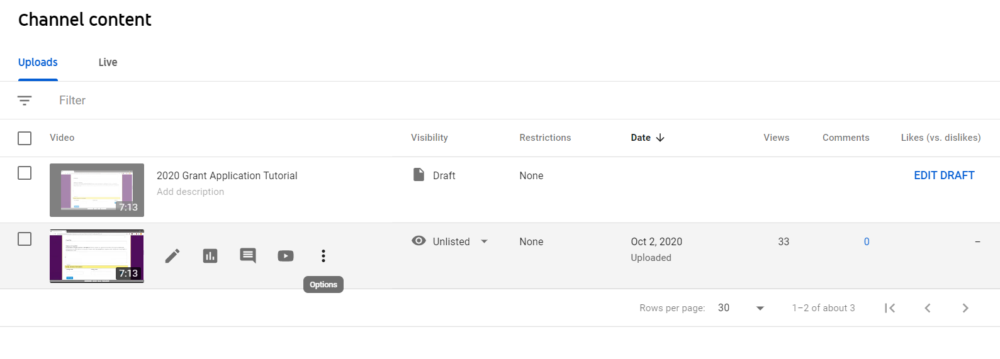 Channel content
Uploads Live
Filter
Video Visibility Restrictions Date Views Comments Likes (vs. dislikes)
2020 Grant Application Tutorial Draft None EDIT DRAFT
Add description
7:13
Unlisted None Oct 2, 2020 33 0 –
Uploaded
7:13
Options
Rows per page: 30 1–2 of about 3